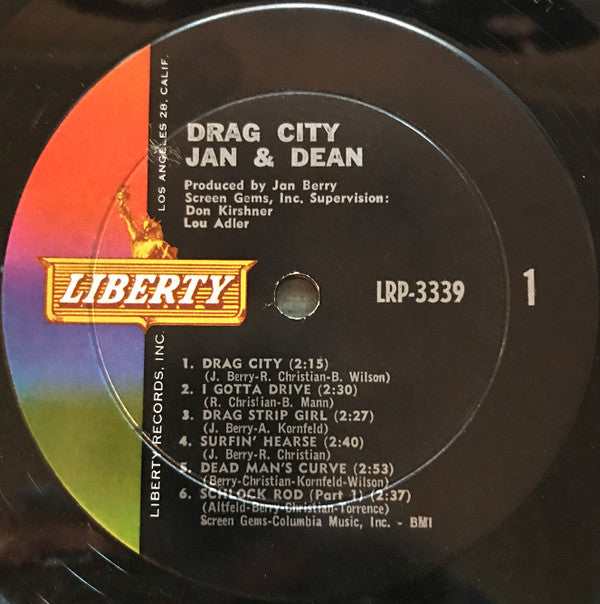 DRAG CITY
JAN & DEAN
Produced by Jan Berry
Screen Gems, Inc. Supervision:
Don Kirshner
Lou Adler
LIBERTY
LRP-3339
1
1. DRAG CITY (2:15)
(J. Berry-R. Christian-B. Wilson)
2. I GOTTA DRIVE (2:30)
(R. Christian-B. Mann)
3. DRAG STRIP GIRL (2:27)
(J. Berry-A. Kornfeld)
4. SURFIN' HEARSE (2:40)
(J. Berry-R. Christian)
5. DEAD MAN'S CURVE (2:53)
(Berry-Christian-Kornfeld-Wilson)
6. SCHLOCK ROD (Part 1) (2:37)
(Altfeld-Berry-Christian-Torrence)
Screen Gems-Columbia Music, Inc. - BMI
LIBERTY RECORDS, INC.
LOS ANGELES 28, CALIF.